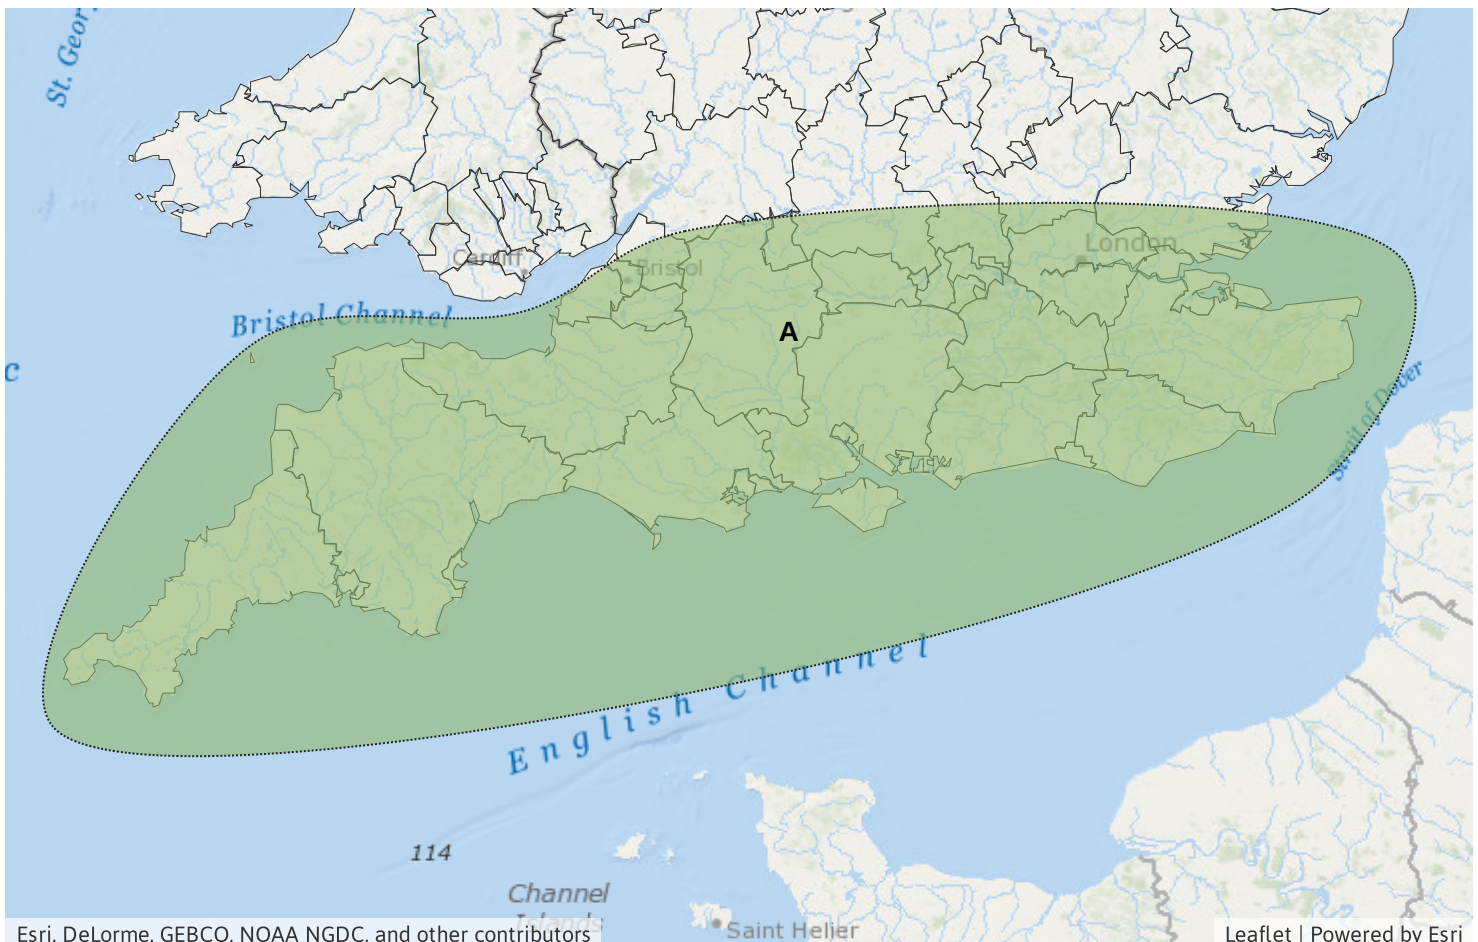 St. Geor
London
Cardiff
Bristol
Bristol Channel
A
c
Strait of Dover
English Channel
114
Channel
Islands
Saint Helier
Esri, DeLorme, GEBCO, NOAA NGDC, and other contributors
Leaflet | Powered by Esri